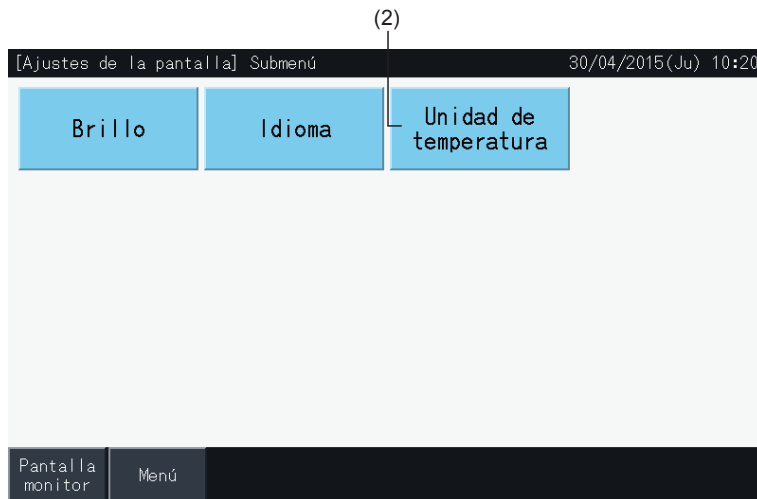 (2)
[Ajustes de la pantalla] Submenú 30/04/2015(Ju) 10:20
Brillo
Idioma
Unidad de
temperatura
Pantalla
monitor
Menú